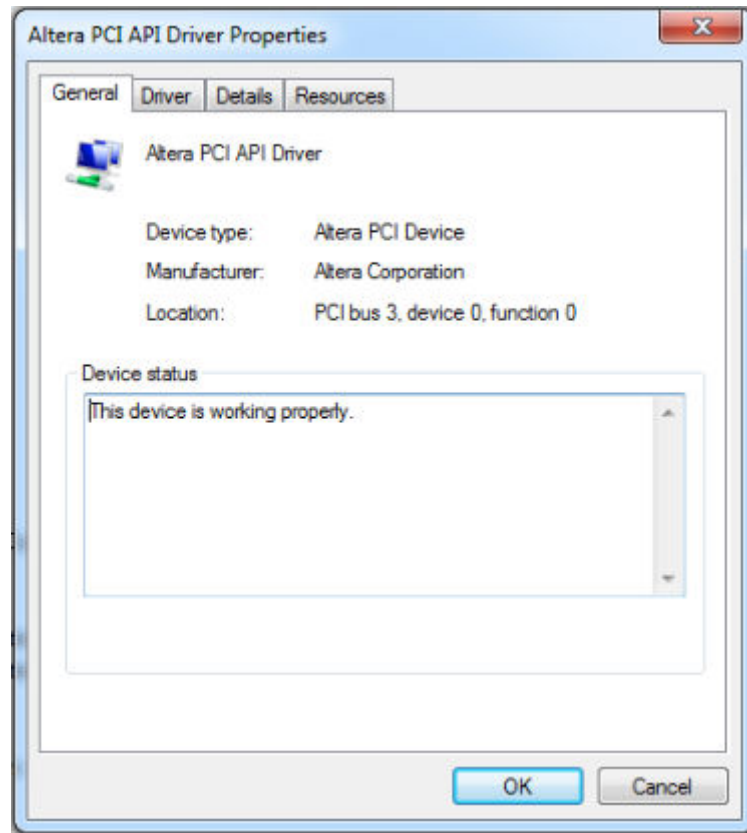 Altera PCI API Driver Properties
General Driver Details Resources
Altera PCI API Driver
Device type: Altera PCI Device
Manufacturer: Altera Corporation
Location: PCI bus 3, device 0, function 0
Device status
This device is working properly.
OK Cancel